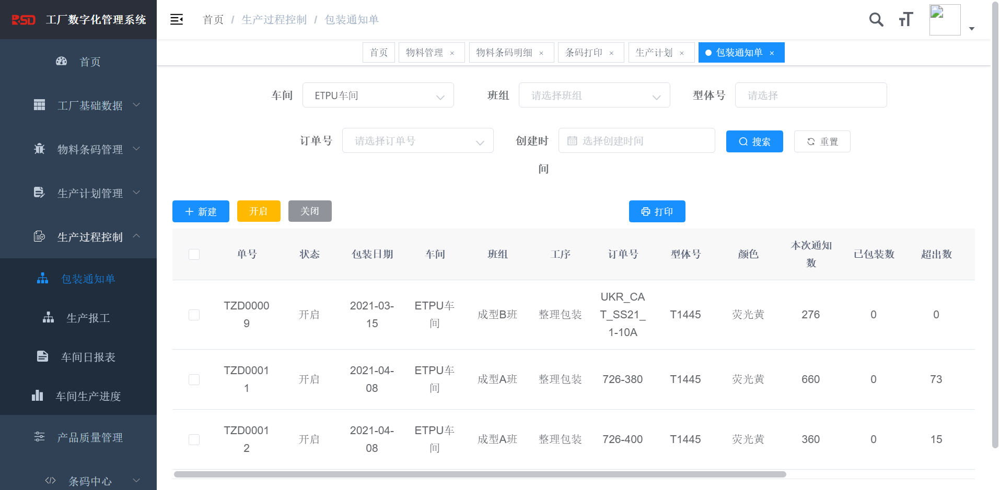 RSD 工厂数字化管理系统
首页 / 生产过程控制 / 包装通知单
首页 物料管理 × 物料条码明细 × 条码打印 × 生产计划 × 包装通知单 ×
首页
工厂基础数据
物料条码管理
生产计划管理
生产过程控制
包装通知单
生产报工
车间日报表
车间生产进度
产品质量管理
条码中心
车间 ETPU车间 班组 请选择班组 型体号 请选择
订单号 请选择订单号 创建时 选择创建时间 搜索 重置
间
新建 开启 关闭 打印
单号 状态 包装日期 车间 班组 工序 订单号 型体号 颜色 本次通知 已包装数 超出数
数
TZD0000 开启 2021-03- ETPU车 成型B班 整理包装 UKR_CA T1445 荧光黄 276 0 0
9 15 间 T_SS21_
1-10A
TZD0001 开启 2021-04- ETPU车 成型A班 整理包装 726-380 T1445 荧光黄 660 0 73
1 08 间
TZD0001 开启 2021-04- ETPU车 成型A班 整理包装 726-400 T1445 荧光黄 360 0 15
2 08 间